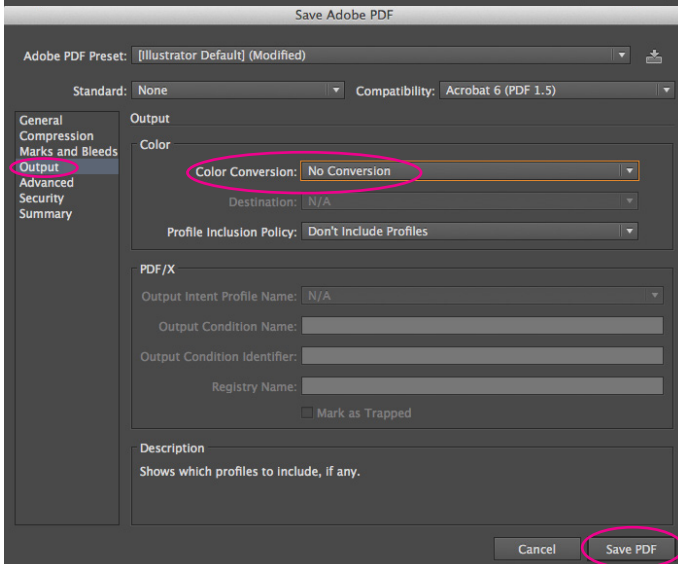 Save Adobe PDF
Adobe PDF Preset: [Illustrator Default] (Modified)
Standard: None Compatibility: Acrobat 6 (PDF 1.5)
General
Compression
Marks and Bleeds
Output
Advanced
Security
Summary
Output
Color
Color Conversion: No Conversion
Destination: N/A
Profile Inclusion Policy: Don't Include Profiles
PDF/X
Output Intent Profile Name: N/A
Output Condition Name:
Output Condition Identifier:
Registry Name:
Mark as Trapped
Description
Shows which profiles to include, if any.
Cancel Save PDF